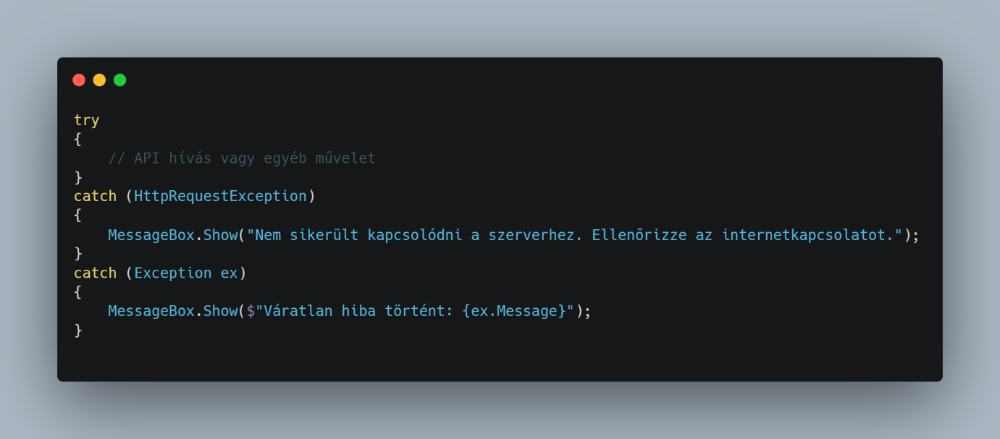 try
{
    // API hívás vagy egyéb művelet
}
catch (HttpRequestException)
{
    MessageBox.Show("Nem sikerült kapcsolódni a szerverhez. Ellenőrizze az internetkapcsolatot.");
}
catch (Exception ex)
{
    MessageBox.Show($"Váratlan hiba történt: {ex.Message}");
}